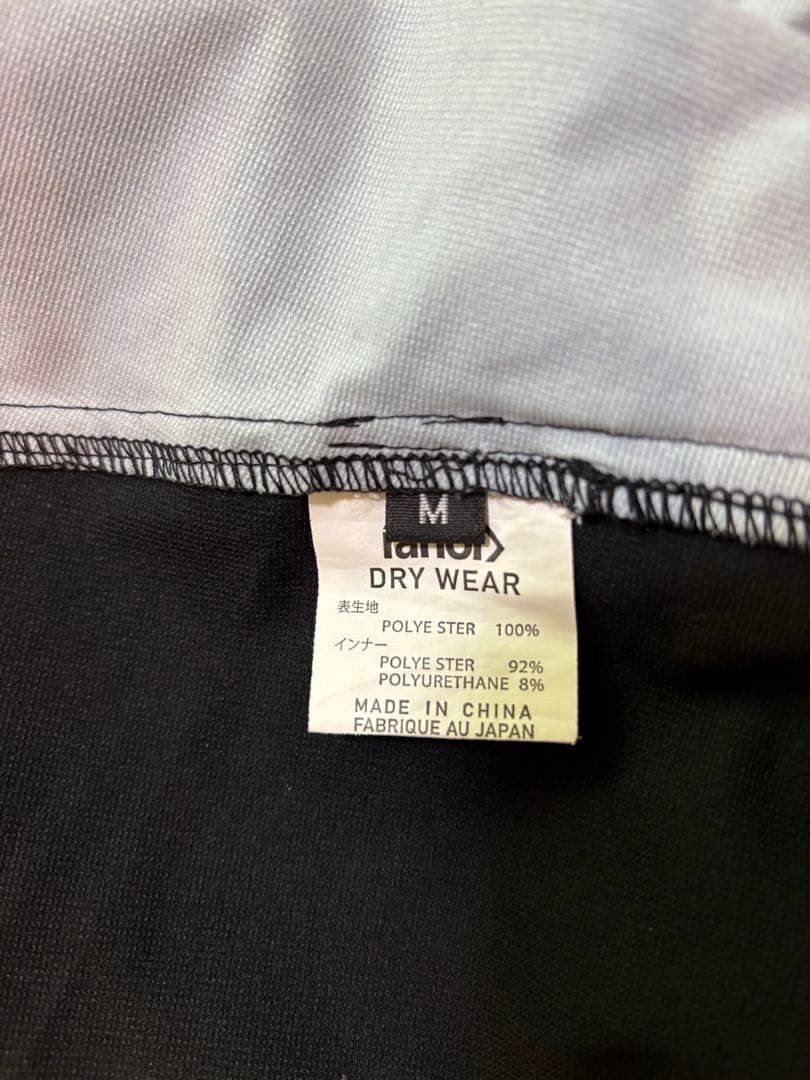 M
DRY WEAR
表生地
POLYE STER 100%
インナー
POLYE STER 92%
POLYURETHANE 8%
MADE IN CHINA
FABRIQUE AU JAPAN